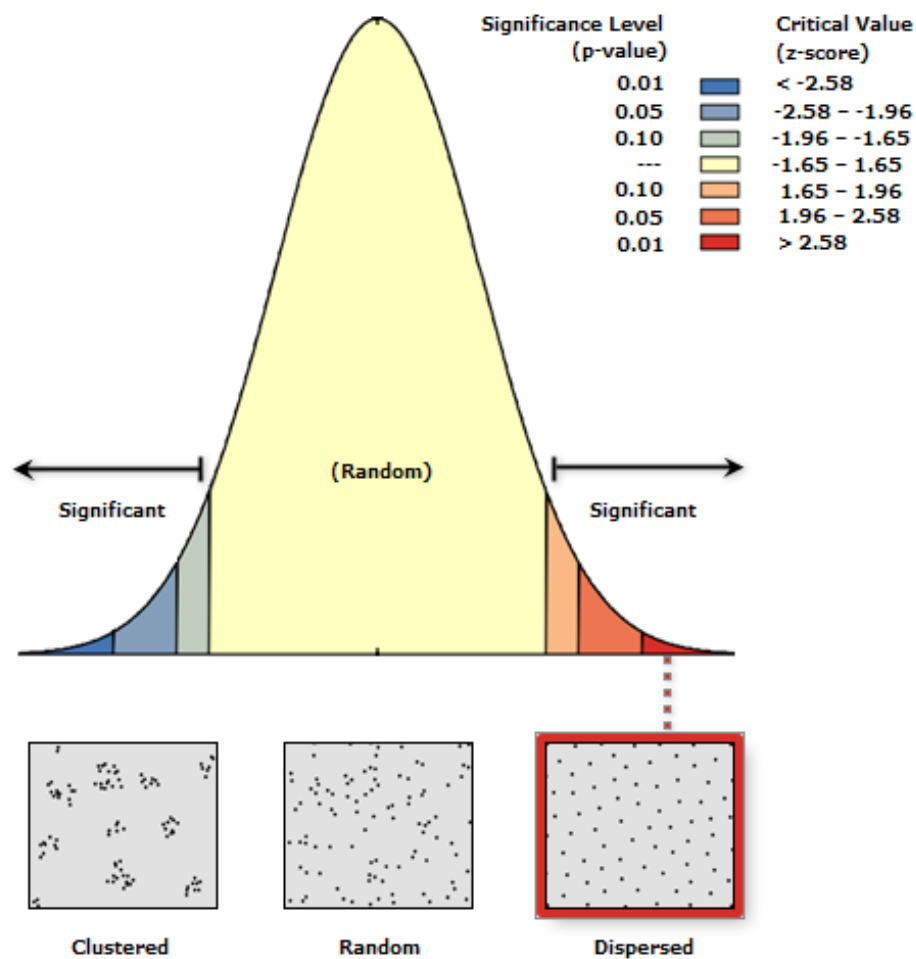 Significance Level Critical Value
(p-value) (z-score)
0.01 < -2.58
0.05 -2.58 – -1.96
0.10 -1.96 – -1.65
--- -1.65 – 1.65
0.10 1.65 – 1.96
0.05 1.96 – 2.58
0.01 > 2.58
(Random)
Significant Significant
Clustered Random Dispersed